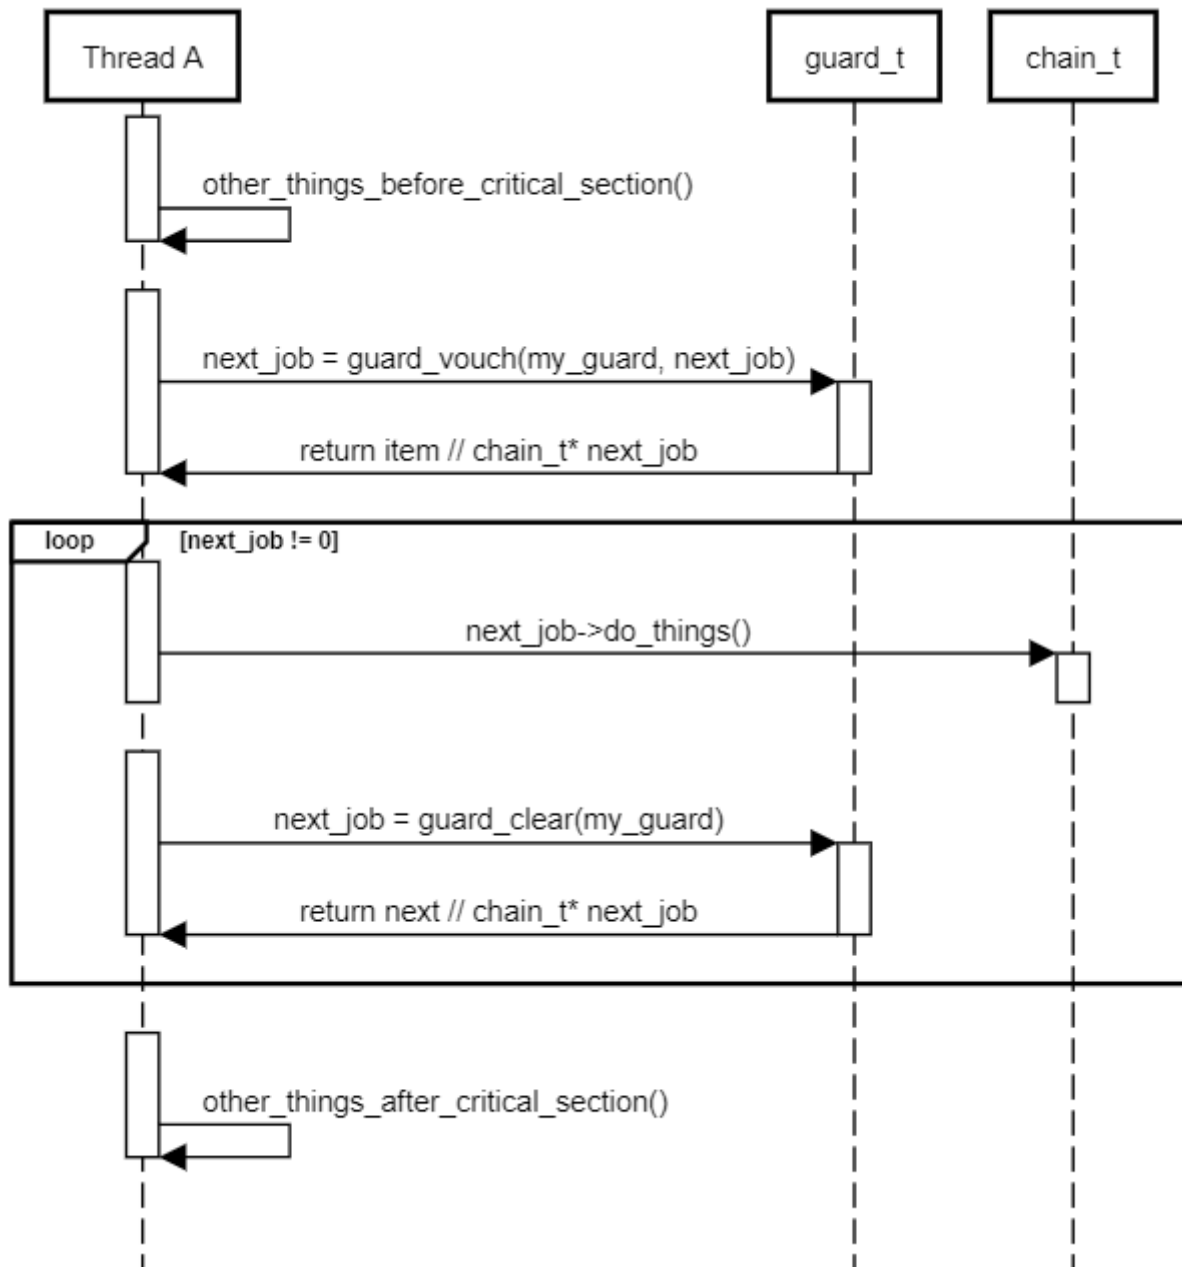 Thread A
guard_t
chain_t
other_things_before_critical_section()
next_job = guard_vouch(my_guard, next_job)
return item // chain_t* next_job
loop
[next_job != 0]
next_job->do_things()
next_job = guard_clear(my_guard)
return next // chain_t* next_job
other_things_after_critical_section()